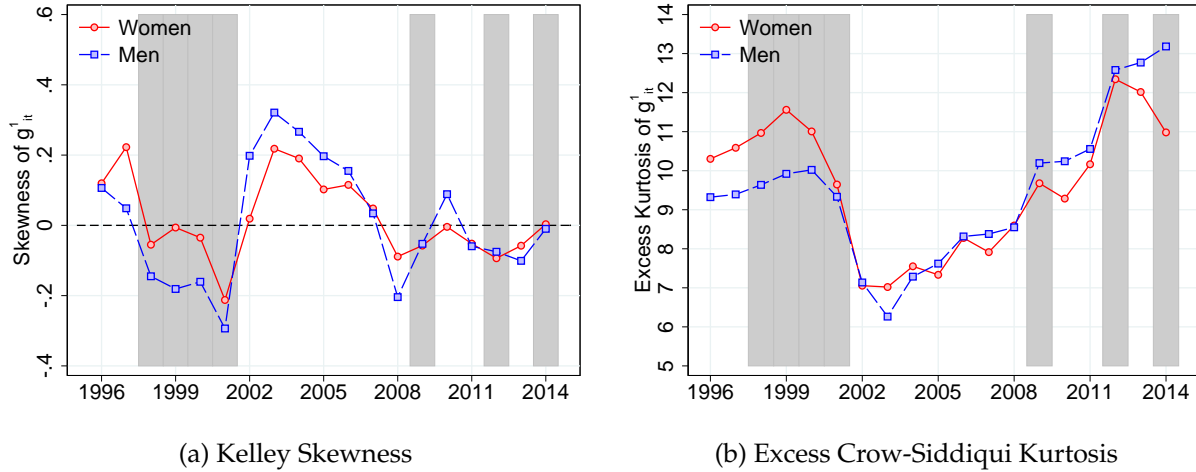 Women
Men
Skewness of g¹ᵢₜ
.6
.4
.2
0
-.2
-.4
1996 1999 2002 2005 2008 2011 2014
(a) Kelley Skewness
Women
Men
Excess Kurtosis of g¹ᵢₜ
14
13
12
11
10
9
8
7
6
5
1996 1999 2002 2005 2008 2011 2014
(b) Excess Crow-Siddiqui Kurtosis